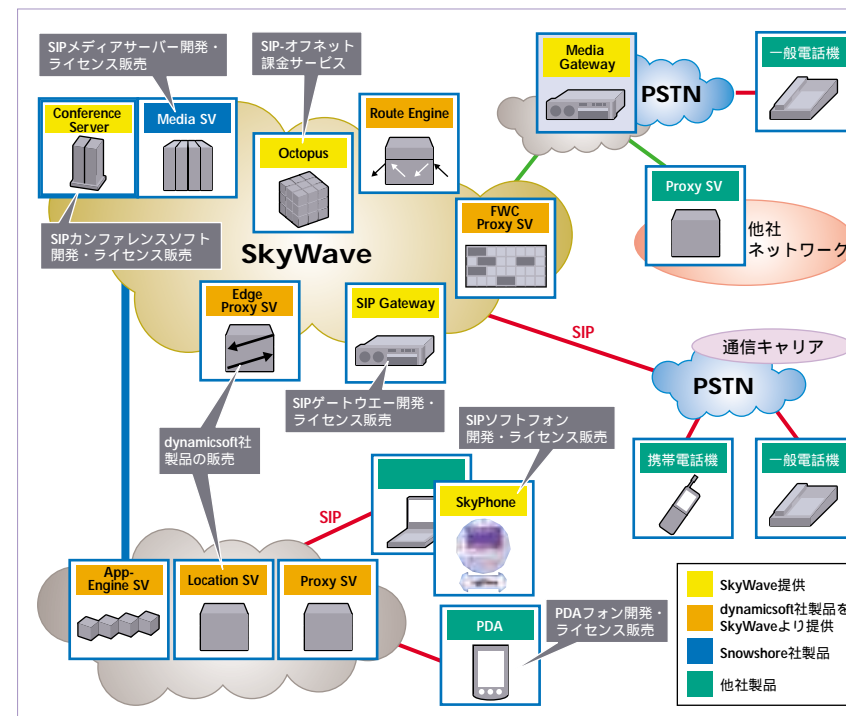 SIPメディアサーバー開発・
ライセンス販売
SIP-オフネット
課金サービス
Conference
Server
Media SV
Octopus
Route Engine
Media
Gateway
PSTN
一般電話機
Proxy SV
他社
ネットワーク
SIPカンファレンスソフト
開発・ライセンス販売
SkyWave
FWC
Proxy SV
Edge
Proxy SV
SIP Gateway
SIP
通信キャリア
PSTN
SIPゲートウエー開発・
ライセンス販売
dynamicsoft社
製品の販売
SIPソフトフォン
開発・ライセンス販売
携帯電話機
一般電話機
SIP
SkyPhone
App-
Engine SV
Location SV
Proxy SV
PDA
PDAフォン開発・
ライセンス販売
SkyWave提供
dynamicsoft社製品を
SkyWaveより提供
Snowshore社製品
他社製品